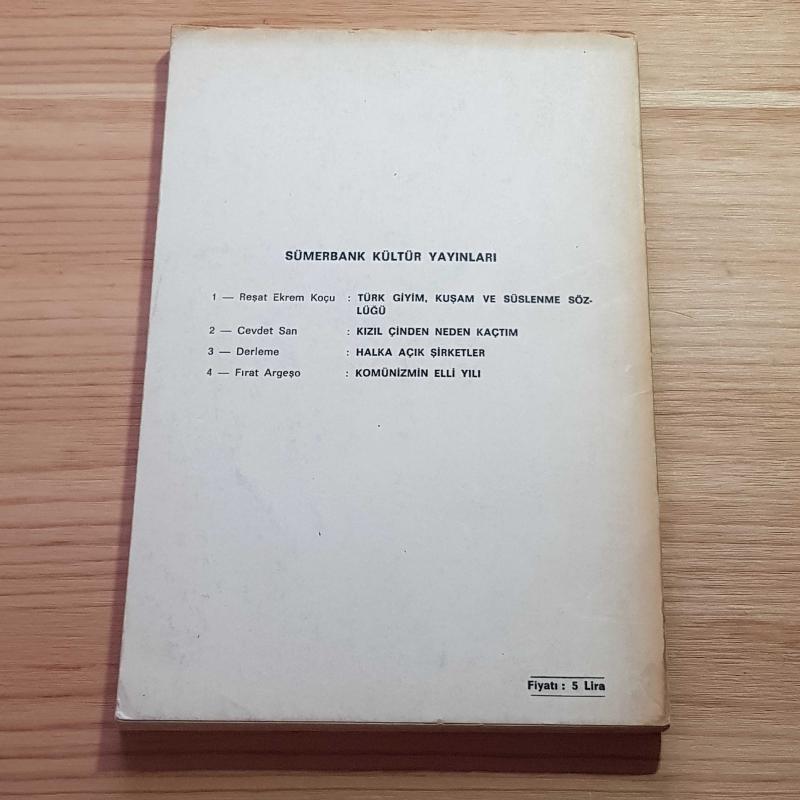 SÜMERBANK KÜLTÜR YAYINLARI
1 — Reşat Ekrem Koçu : TÜRK GİYİM, KUŞAM VE SÜSLENME SÖZ-
LÜĞÜ
2 — Cevdet San : KIZIL ÇİNDEN NEDEN KAÇTIM
3 — Derleme : HALKA AÇIK ŞİRKETLER
4 — Fırat Argeşo : KOMÜNİZMİN ELLİ YILI
Fiyatı : 5 Lira